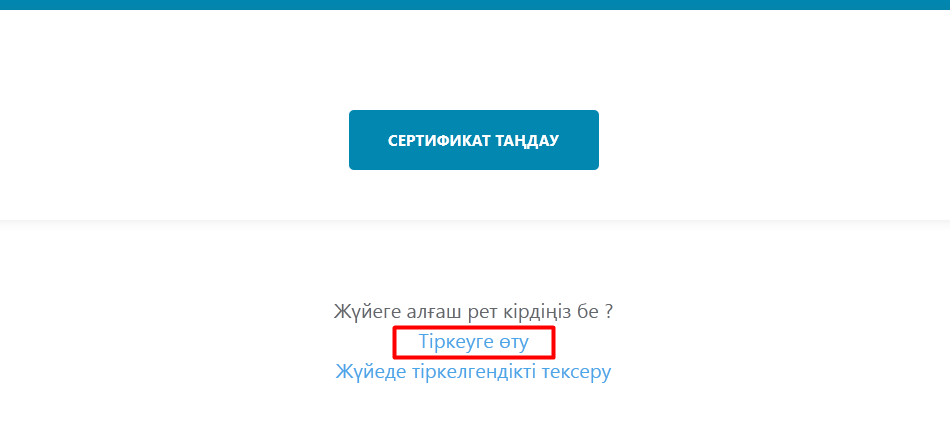 СЕРТИФИКАТ ТАҢДАУ
Жүйеге алғаш рет кірдіңіз бе ?
Тіркеуге өту
Жүйеде тіркелгендікті тексеру